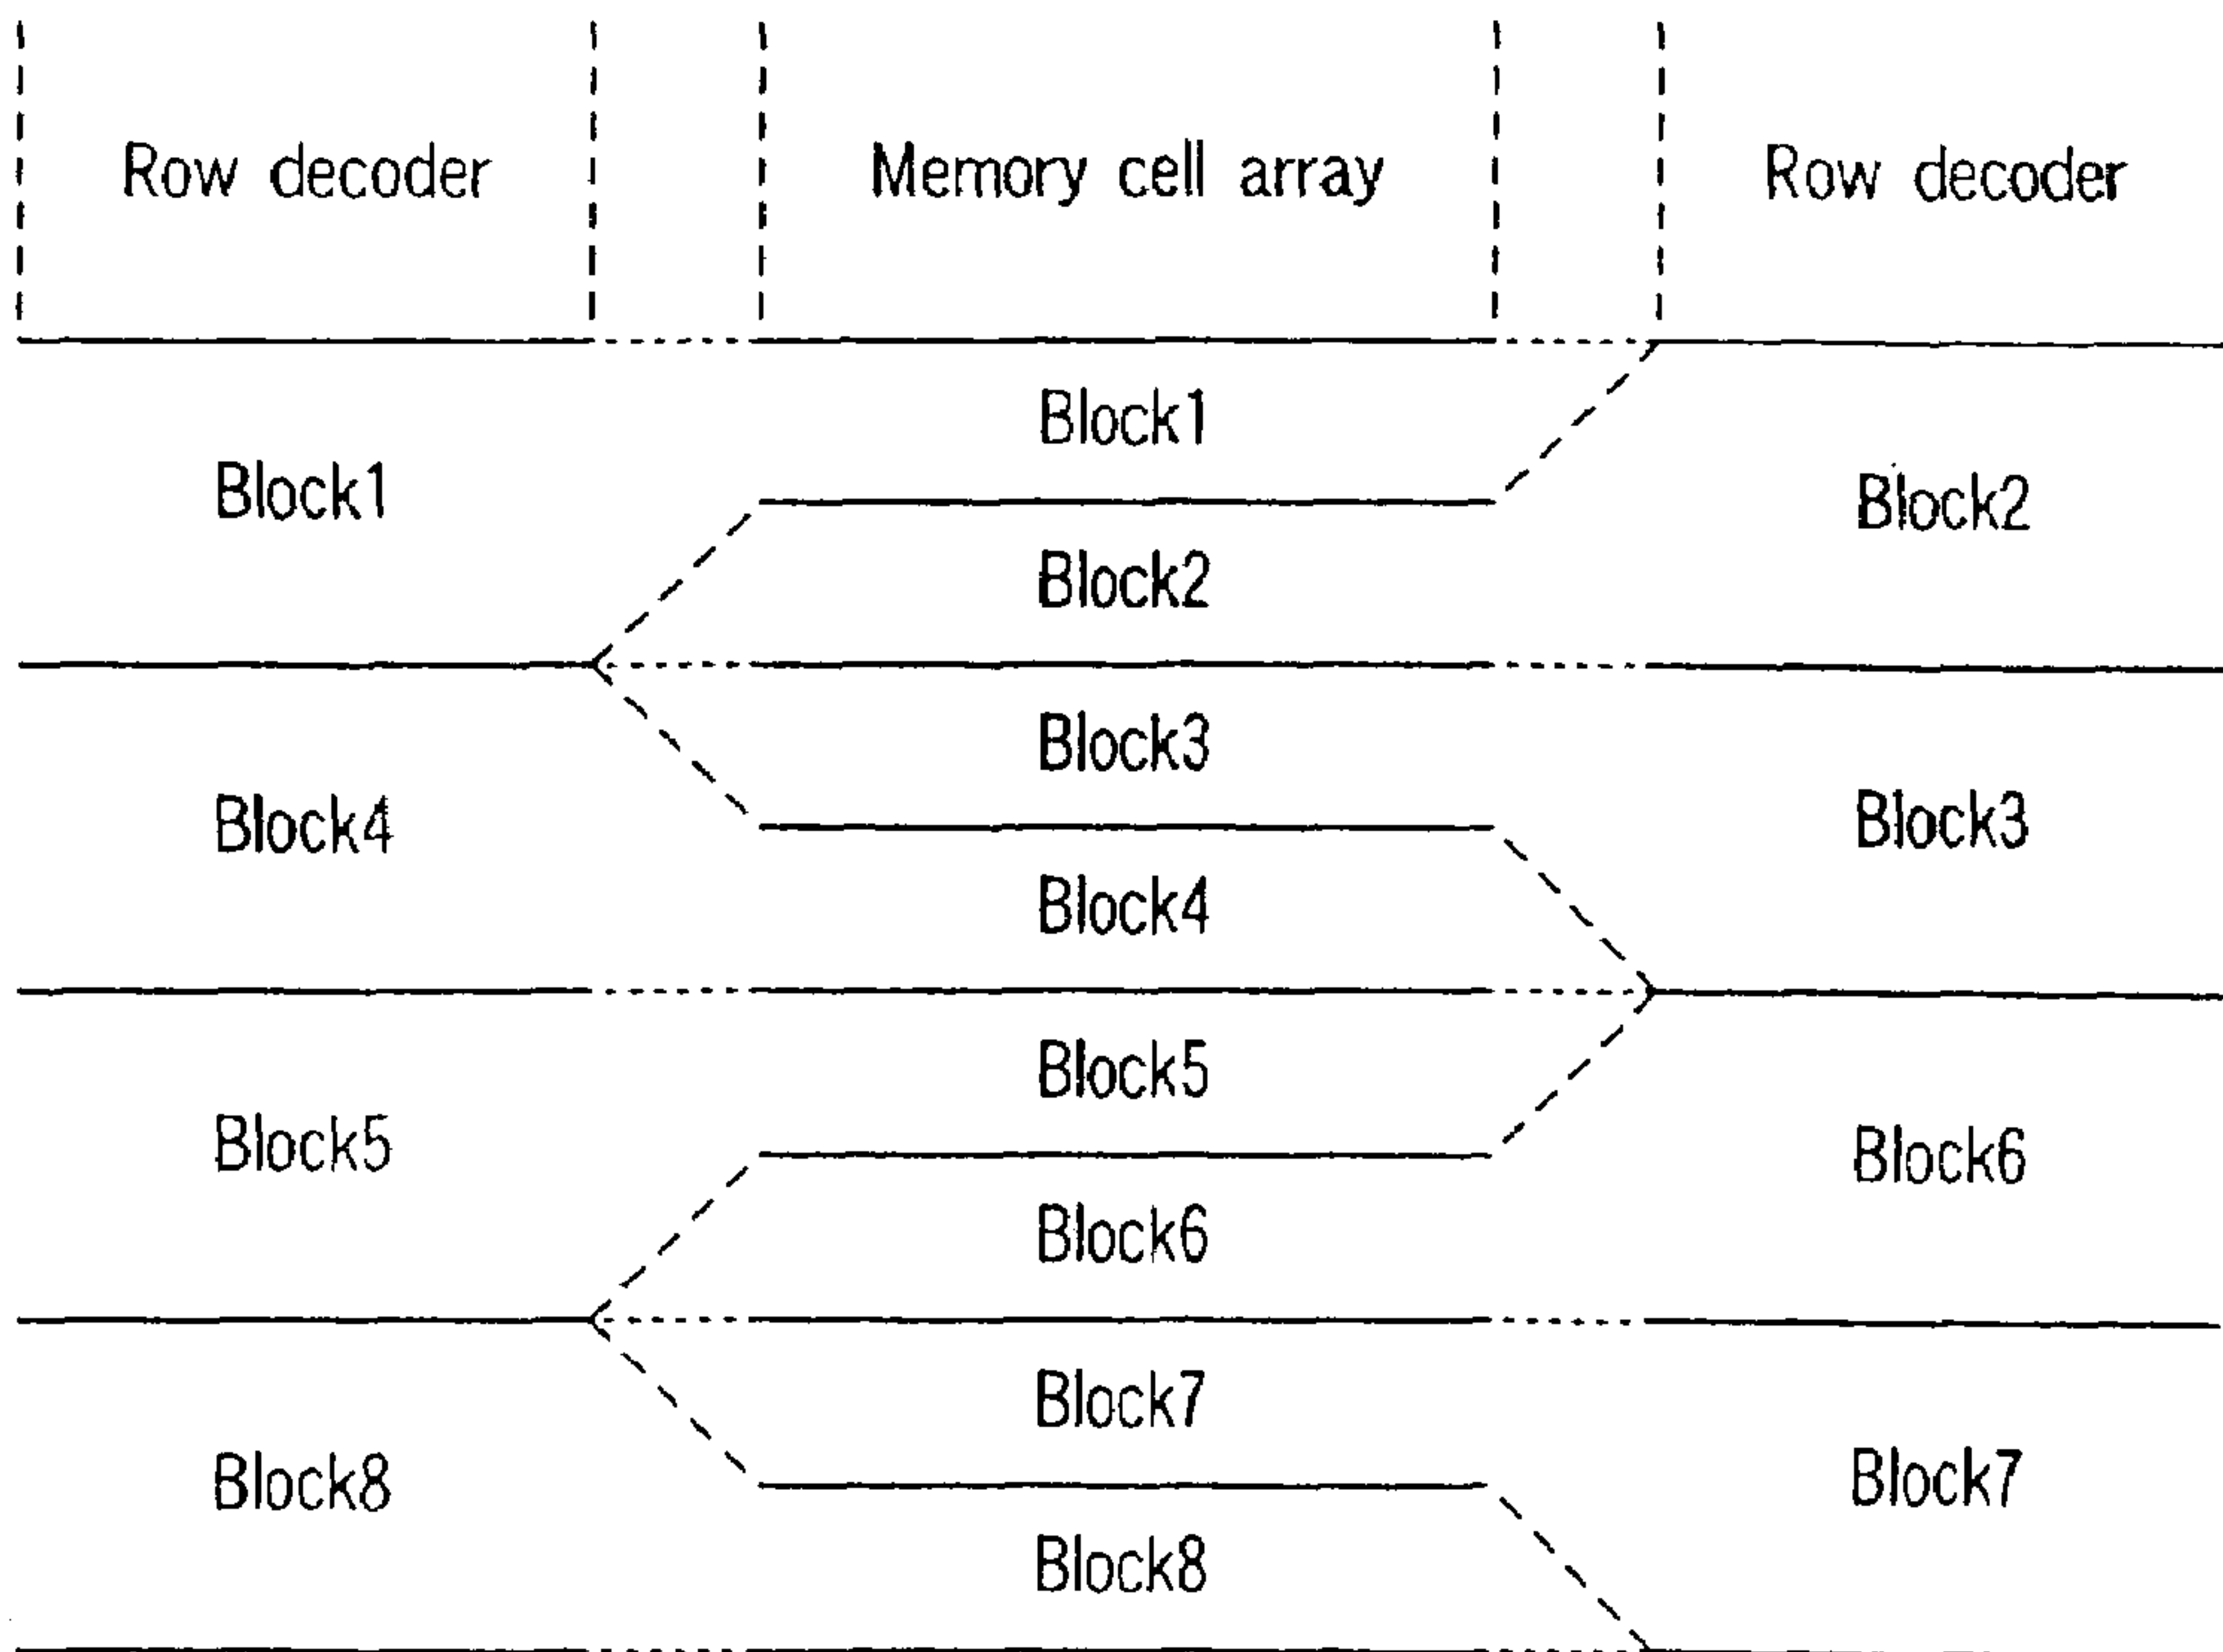 Row decoder
Memory cell array
Row decoder
Block1
Block4
Block5
Block8
Block1
Block2
Block3
Block4
Block5
Block6
Block7
Block8
Block2
Block3
Block6
Block7